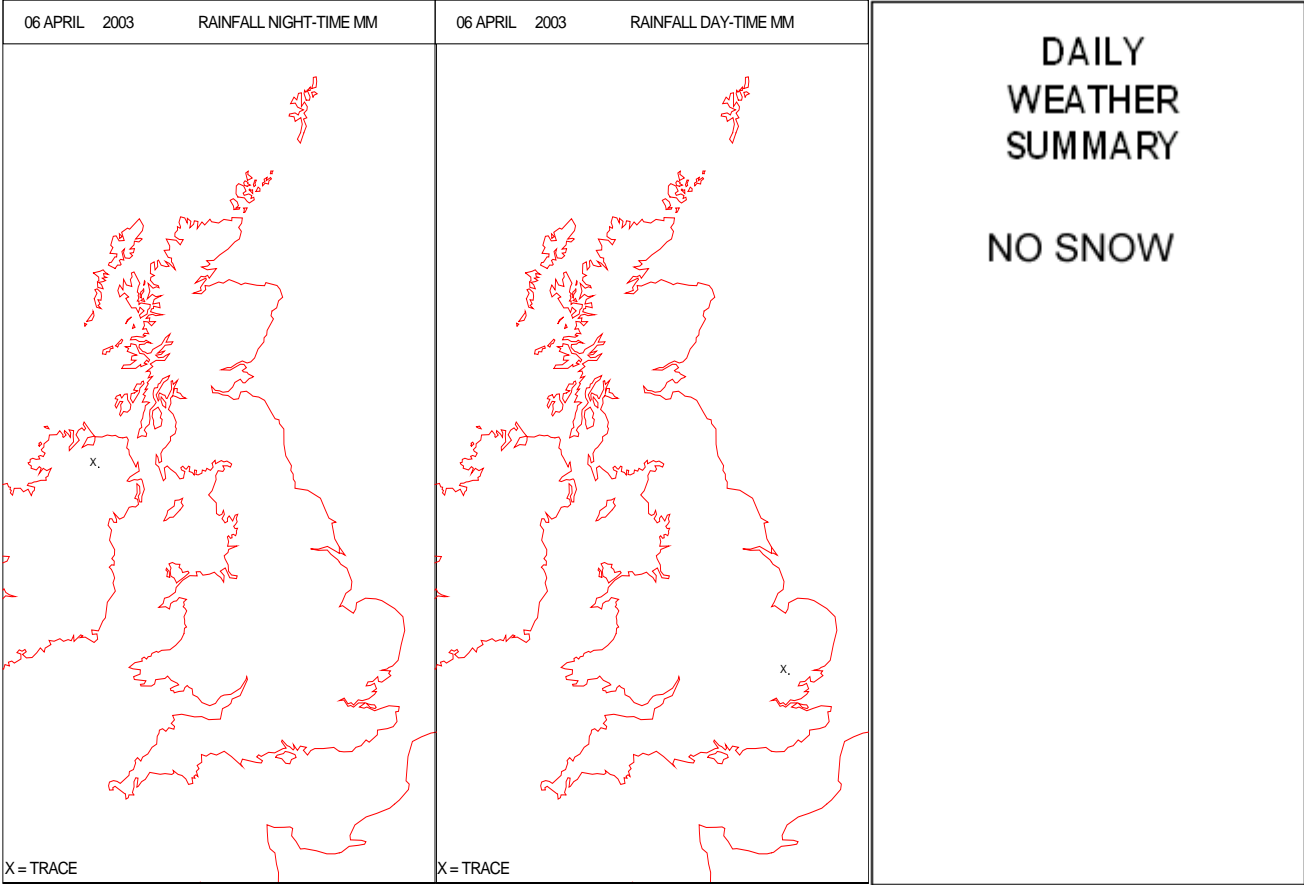 06 APRIL 2003 RAINFALL NIGHT-TIME MM
X.
X = TRACE
06 APRIL 2003 RAINFALL DAY-TIME MM
X.
X = TRACE
DAILY
WEATHER
SUMMARY
NO SNOW